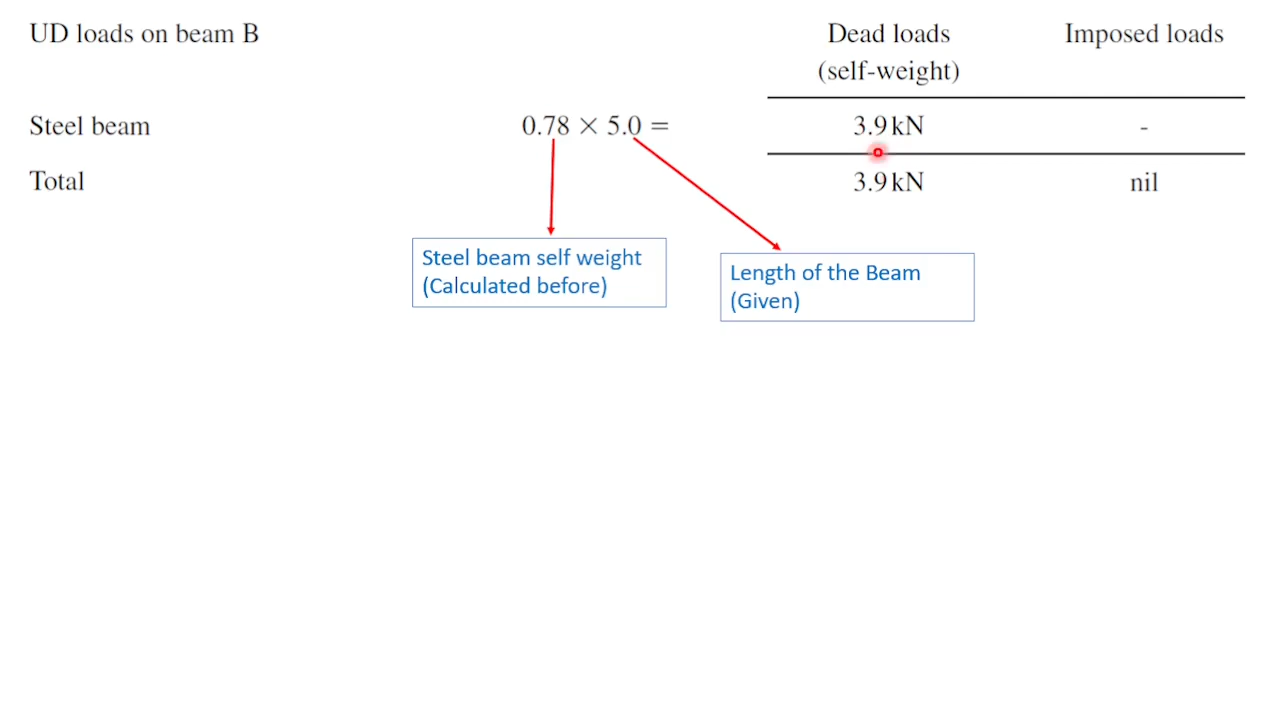 UD loads on beam B Dead loads Imposed loads
(self-weight)
Steel beam 0.78 × 5.0 = 3.9 kN -
Total 3.9 kN nil
Steel beam self weight
(Calculated before)
Length of the Beam
(Given)